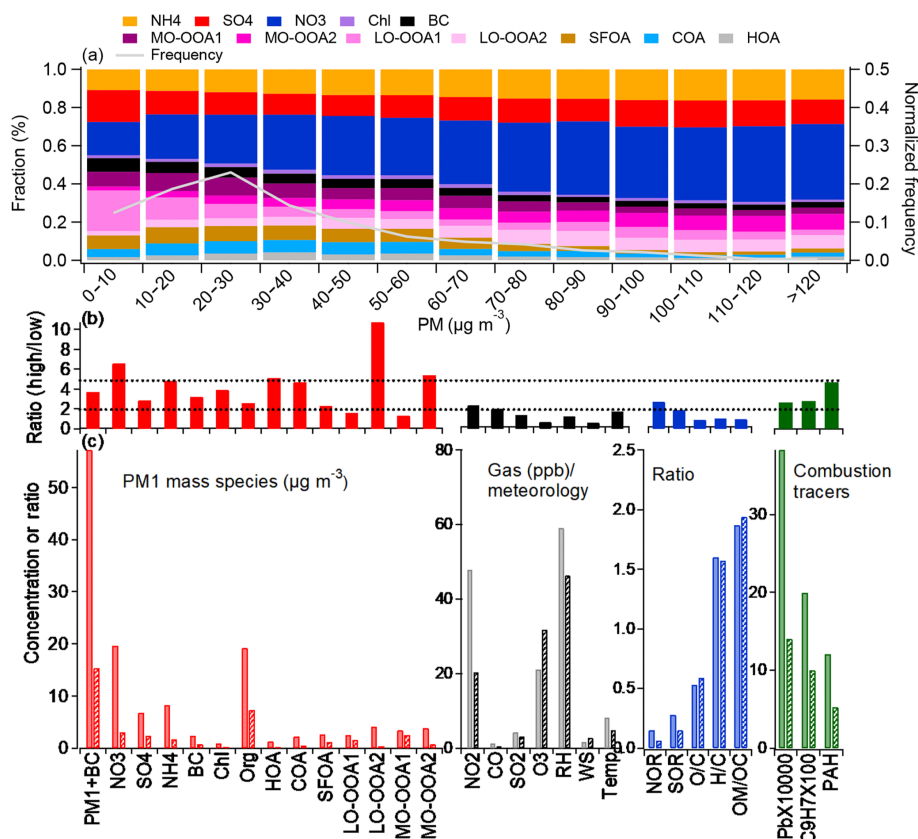 NH4 SO4 NO3 Chl BC
MO-OOA1 MO-OOA2 LO-OOA1 LO-OOA2 SFOA COA HOA
(a) Frequency
1.0 0.5
0.8 0.4
0.6 0.3
0.4 0.2
0.2 0.1
0.0 0.0
Fraction (%)
Normalized frequency
0−10 10−20 20−30 30−40 40−50 50−60 60−70 70−80 80−90 90−100 100−110 110−120 >120
PM (µg m⁻³)
(b)
Ratio (high/low)
10
8
6
4
2
0
(c)
Concentration or ratio
PM1 mass species (µg m⁻³)
50
40
30
20
10
0
PM1+BC NO3 SO4 NH4 BC Chl Org HOA COA SFOA LO-OOA1 LO-OOA2 MO-OOA1 MO-OOA2
Gas (ppb)/
meteorology
80
60
40
20
0
NO2 CO SO2 O3 RH WS Temp
Ratio
2.5
2.0
1.5
1.0
0.5
0.0
NOR SOR O/C H/C OM/OC
Combustion
tracers
30
20
10
0
PbX10000 C9H7X100 PAH